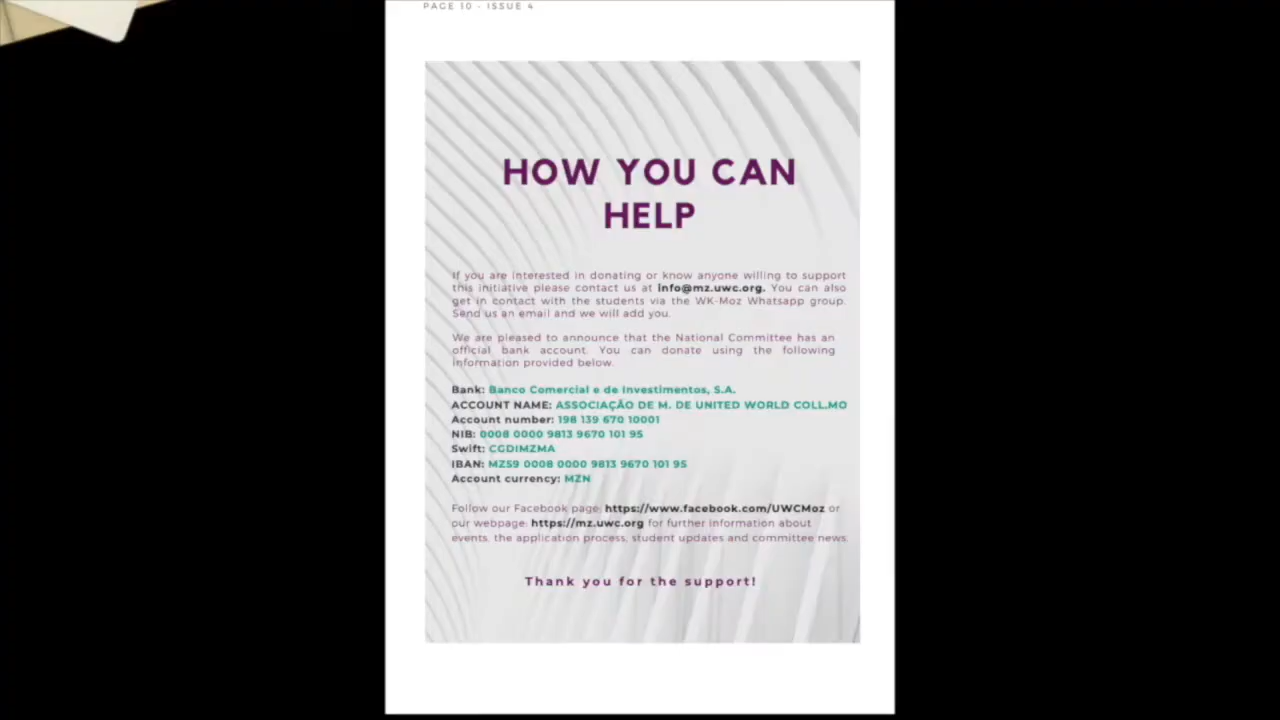 PAGE 10 - ISSUE 4
HOW YOU CAN
HELP
If you are interested in donating or know anyone willing to support
this initiative please contact us at info@mz.uwc.org. You can also
get in contact with the students via the WK-Moz Whatsapp group.
Send us an email and we will add you.
We are pleased to announce that the National Committee has an
official bank account. You can donate using the following
information provided below.
Bank: Banco Comercial e de Investimentos, S.A.
ACCOUNT NAME: ASSOCIAÇÃO DE M. DE UNITED WORLD COLL.MO
Account number: 198 139 670 10001
NIB: 0008 0000 9813 9670 101 95
Swift: CGDIMZMA
IBAN: MZ59 0008 0000 9813 9670 101 95
Account currency: MZN
Follow our Facebook page: https://www.facebook.com/UWCMoz or
our webpage: https://mz.uwc.org for further information about
events, the application process, student updates and committee news.
Thank you for the support!